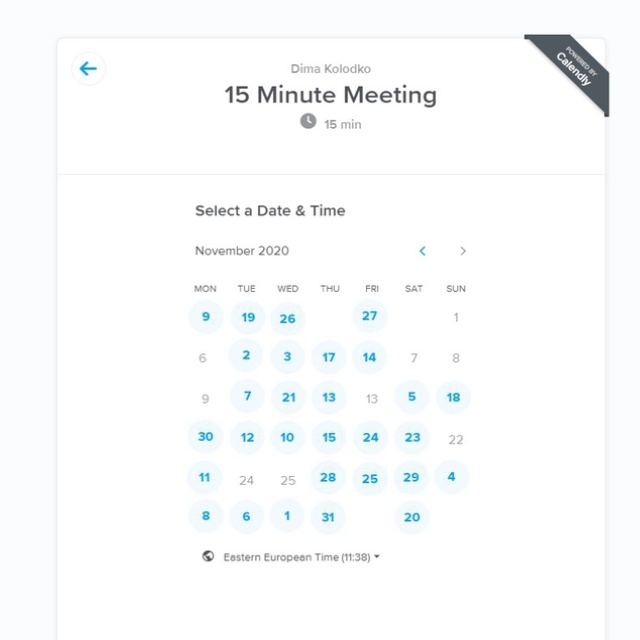 POWERED BY
Calendly
Dima Kolodko
15 Minute Meeting
15 min
Select a Date & Time
November 2020
MON TUE WED THU FRI SAT SUN
9 19 26 27 1
6 2 3 17 14 7 8
9 7 21 13 13 5 18
30 12 10 15 24 23 22
11 24 25 28 25 29 4
8 6 1 31 20
Eastern European Time (11:38)